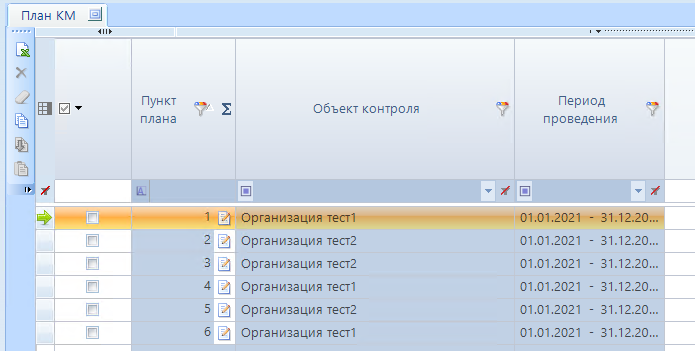 План КМ
Пункт плана Σ
Объект контроля
Период проведения
1 Организация тест1 01.01.2021 - 31.12.20...
2 Организация тест2 01.01.2021 - 31.12.20...
3 Организация тест2 01.01.2021 - 31.12.20...
4 Организация тест1 01.01.2021 - 31.12.20...
5 Организация тест2 01.01.2021 - 31.12.20...
6 Организация тест1 01.01.2021 - 31.12.20...